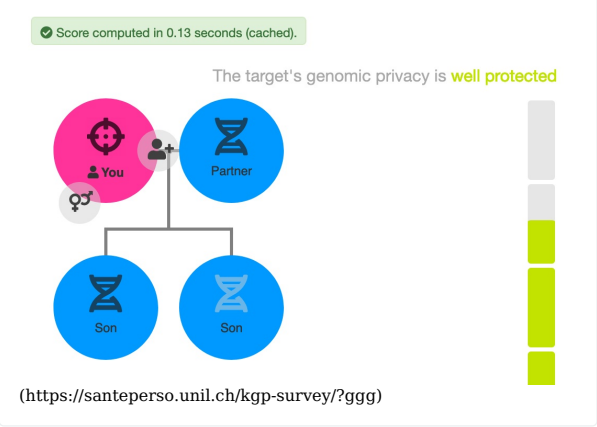 Score computed in 0.13 seconds (cached).
The target's genomic privacy is well protected
You
Partner
Son
Son
(https://santeperso.unil.ch/kgp-survey/?ggg)